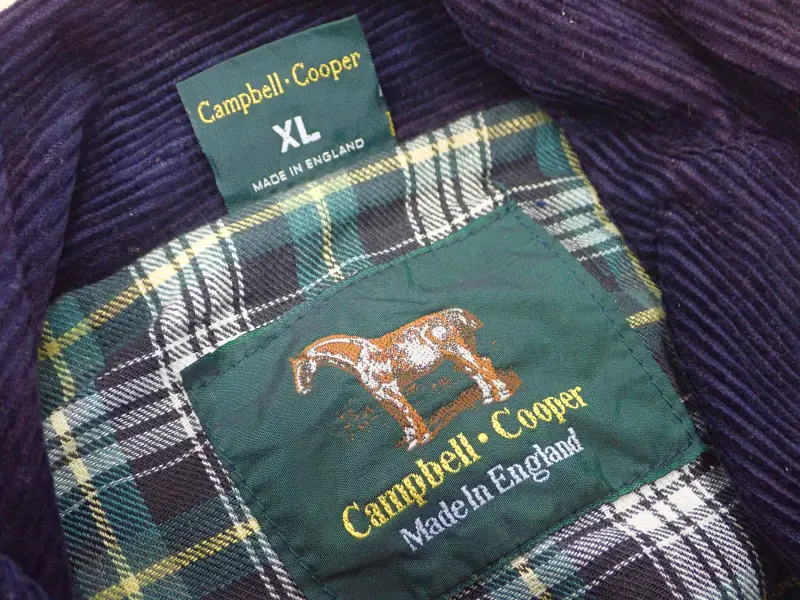 Campbell·Cooper
XL
MADE IN ENGLAND
Campbell·Cooper
Made In England